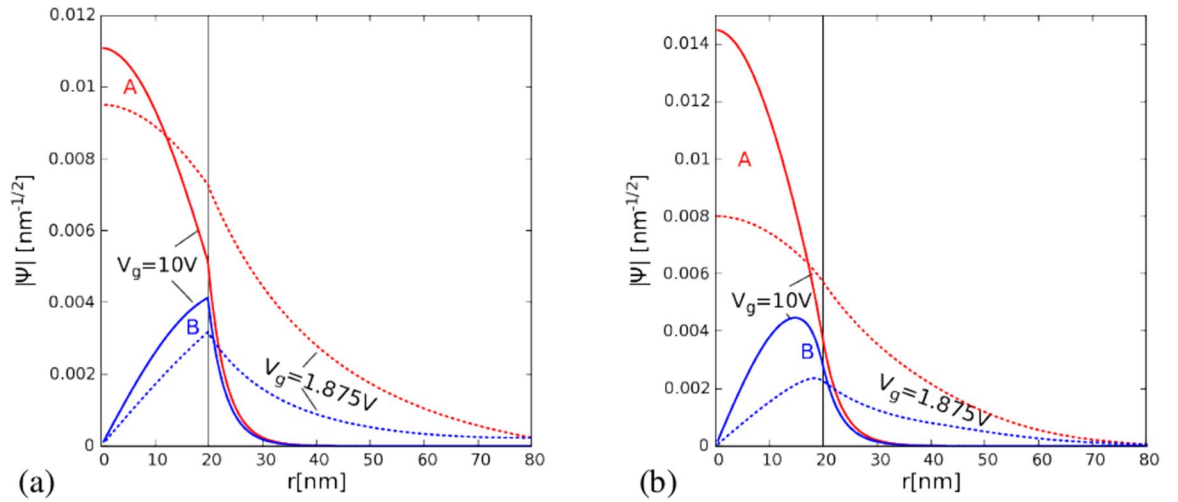 0.012
0.01
0.008
0.006
0.004
0.002
0
|Ψ| [nm^-1/2]
A
V_g=10V
B
V_g=1.875V
0 10 20 30 40 50 60 70 80
r[nm]
(a)
0.014
0.012
0.01
0.008
0.006
0.004
0.002
0
|Ψ| [nm^-1/2]
A
V_g=10V
B
V_g=1.875V
0 10 20 30 40 50 60 70 80
r[nm]
(b)